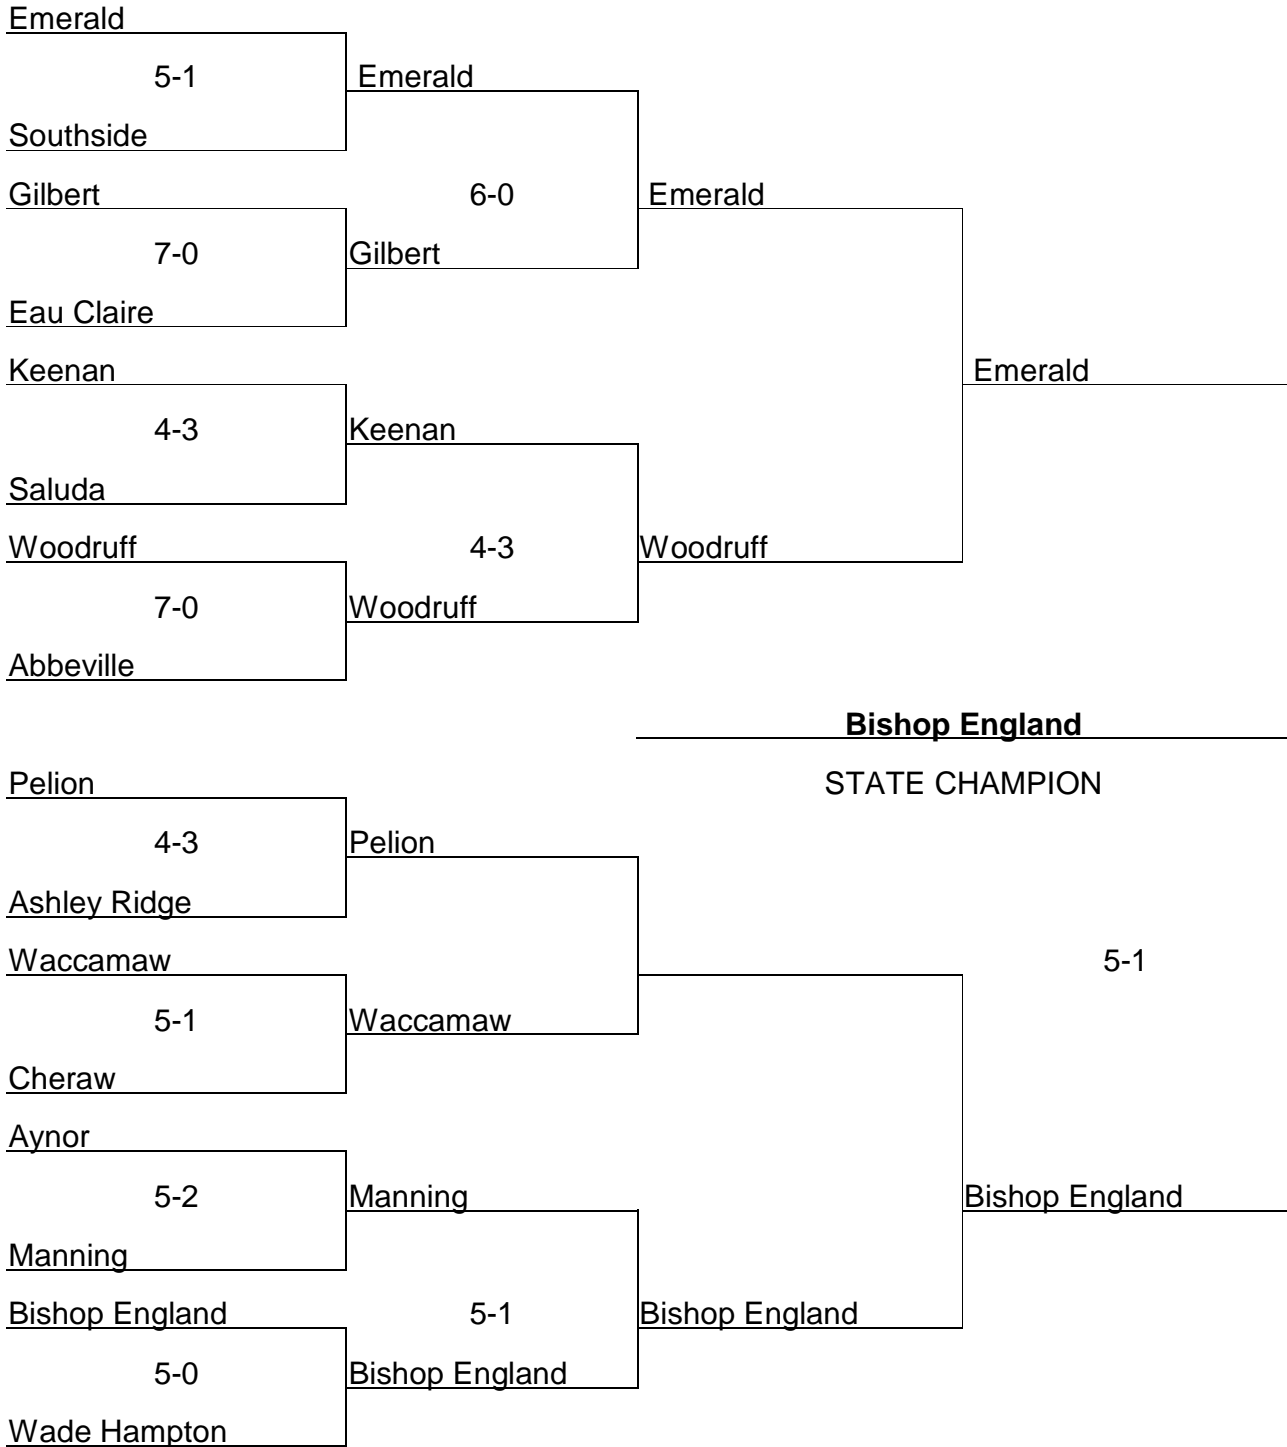 Emerald
5-1
Emerald
Southside
Gilbert
6-0
Emerald
7-0
Gilbert
Eau Claire
Keenan
Emerald
4-3
Keenan
Saluda
Woodruff
4-3
Woodruff
7-0
Woodruff
Abbeville
Bishop England
Pelion
STATE CHAMPION
4-3
Pelion
Ashley Ridge
Waccamaw
5-1
5-1
Waccamaw
Cheraw
Aynor
5-2
Manning
Bishop England
Manning
Bishop England
5-1
Bishop England
5-0
Bishop England
Wade Hampton